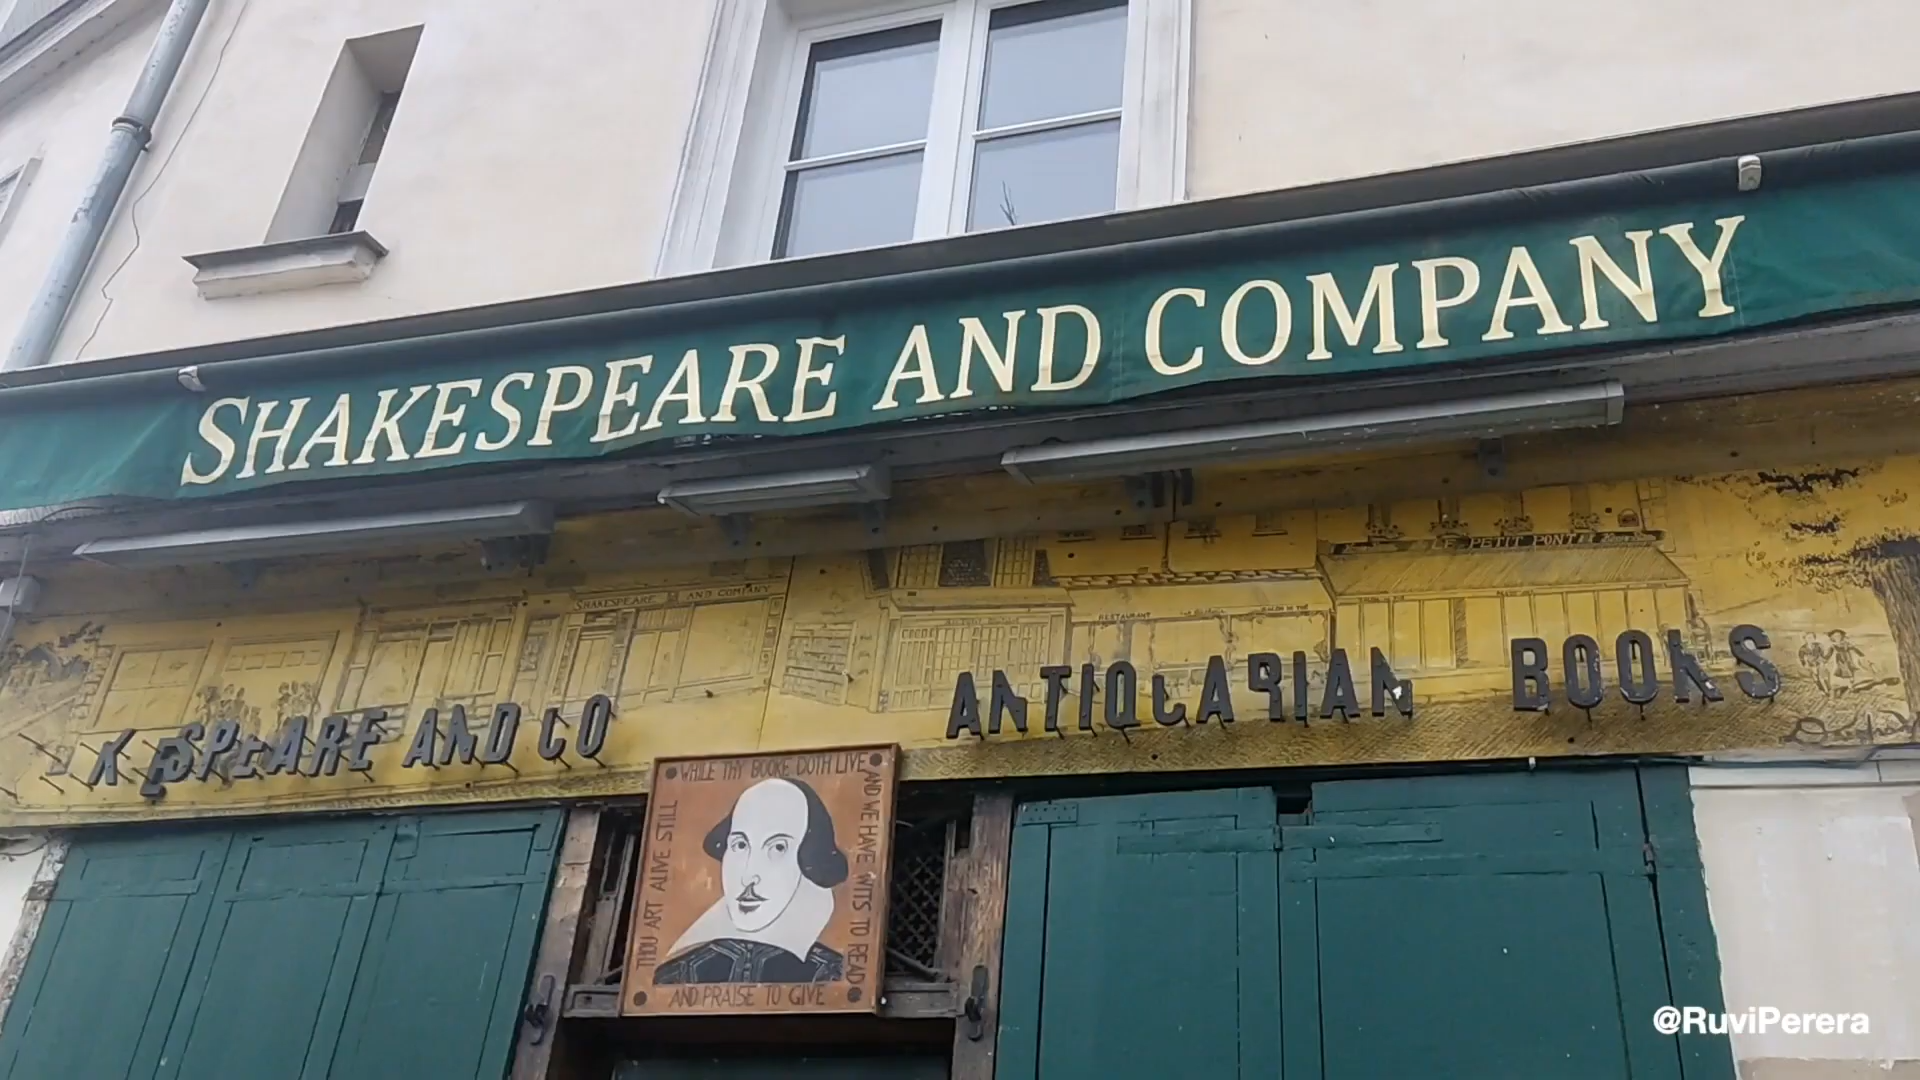 SHAKESPEARE AND COMPANY
LE PETIT PONT
SHAKESPEARE AND COMPANY
RESTAURANT
K ESPEARE AND CO
ANTIQUARIAN BOOKS
WHILE THY BOOKE DOTH LIVE
AND WE HAVE WITS TO READ
AND PRAISE TO GIVE
THOU ART ALIVE STILL
@RuviPerera